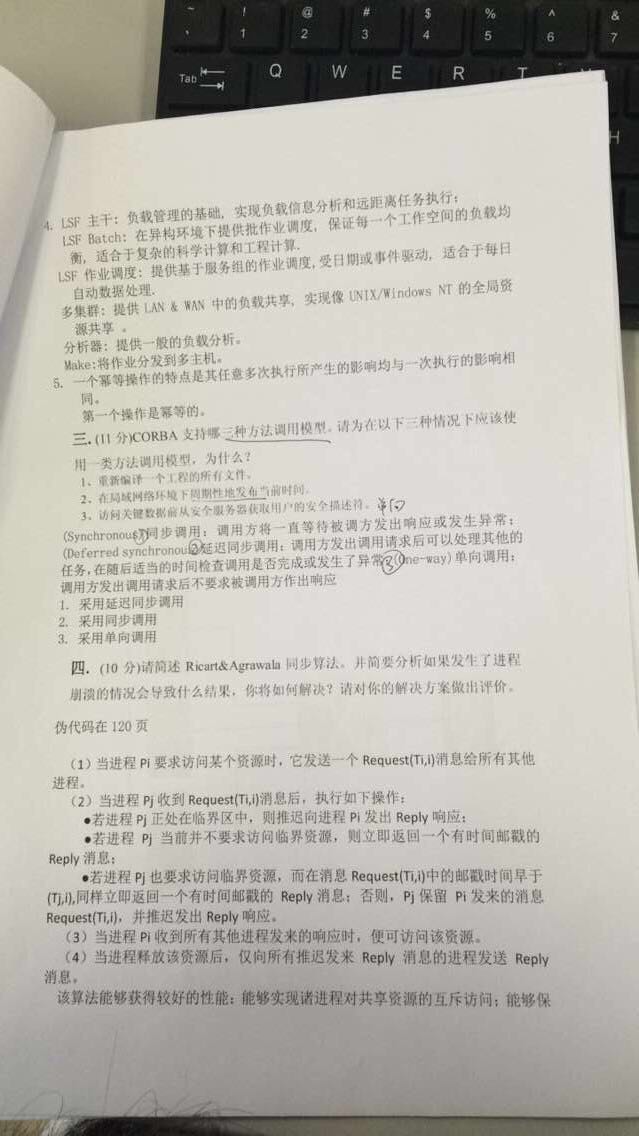 ~ ! @ # $ % ^ &
` 1 2 3 4 5 6 7
Tab Q W E R T
H
4. LSF 主干: 负载管理的基础, 实现负载信息分析和远距离任务执行;
LSF Batch: 在异构环境下提供批作业调度, 保证每一个工作空间的负载均
衡, 适合于复杂的科学计算和工程计算.
LSF 作业调度: 提供基于服务组的作业调度,受日期或事件驱动, 适合于每日
自动数据处理.
多集群: 提供 LAN & WAN 中的负载共享, 实现像 UNIX/Windows NT 的全局资
源共享 。
分析器: 提供一般的负载分析。
Make:将作业分发到多主机。
5. 一个幂等操作的特点是其任意多次执行所产生的影响均与一次执行的影响相
同。
第一个操作是幂等的。
三. (11 分)CORBA 支持哪三种方法调用模型。请为在以下三种情况下应该使
用一类方法调用模型, 为什么?
1、重新编译一个工程的所有文件。
2、在局域网络环境下周期性地发布当前时间。
3、访问关键数据前从安全服务器获取用户的安全描述符。 单向
(Synchronous)①同步调用: 调用方将一直等待被调方发出响应或发生异常;
(Deferred synchronous②延迟同步调用: 调用方发出调用请求后可以处理其他的
任务,在随后适当的时间检查调用是否完成或发生了异常;③(One-way)单向调用:
调用方发出调用请求后不要求被调用方作出响应
1. 采用延迟同步调用
2. 采用同步调用
3. 采用单向调用
四. (10 分)请简述 Ricart&Agrawala 同步算法。并简要分析如果发生了进程
崩溃的情况会导致什么结果, 你将如何解决? 请对你的解决方案做出评价。
伪代码在 120 页
（1）当进程 Pi 要求访问某个资源时，它发送一个 Request(Ti,i)消息给所有其他
进程。
（2）当进程 Pj 收到 Request(Ti,i)消息后，执行如下操作：
●若进程 Pj 正处在临界区中，则推迟向进程 Pi 发出 Reply 响应；
●若进程 Pj 当前并不要求访问临界资源，则立即返回一个有时间邮戳的
Reply 消息；
●若进程 Pj 也要求访问临界资源，而在消息 Request(Ti,i)中的邮戳时间早于
(Tj,i),同样立即返回一个有时间邮戳的 Reply 消息；否则，Pj 保留 Pi 发来的消息
Request(Ti,i)，并推迟发出 Reply 响应。
（3）当进程 Pi 收到所有其他进程发来的响应时，便可访问该资源。
（4）当进程释放该资源后，仅向所有推迟发来 Reply 消息的进程发送 Reply
消息。
该算法能够获得较好的性能：能够实现诸进程对共享资源的互斥访问；能够保